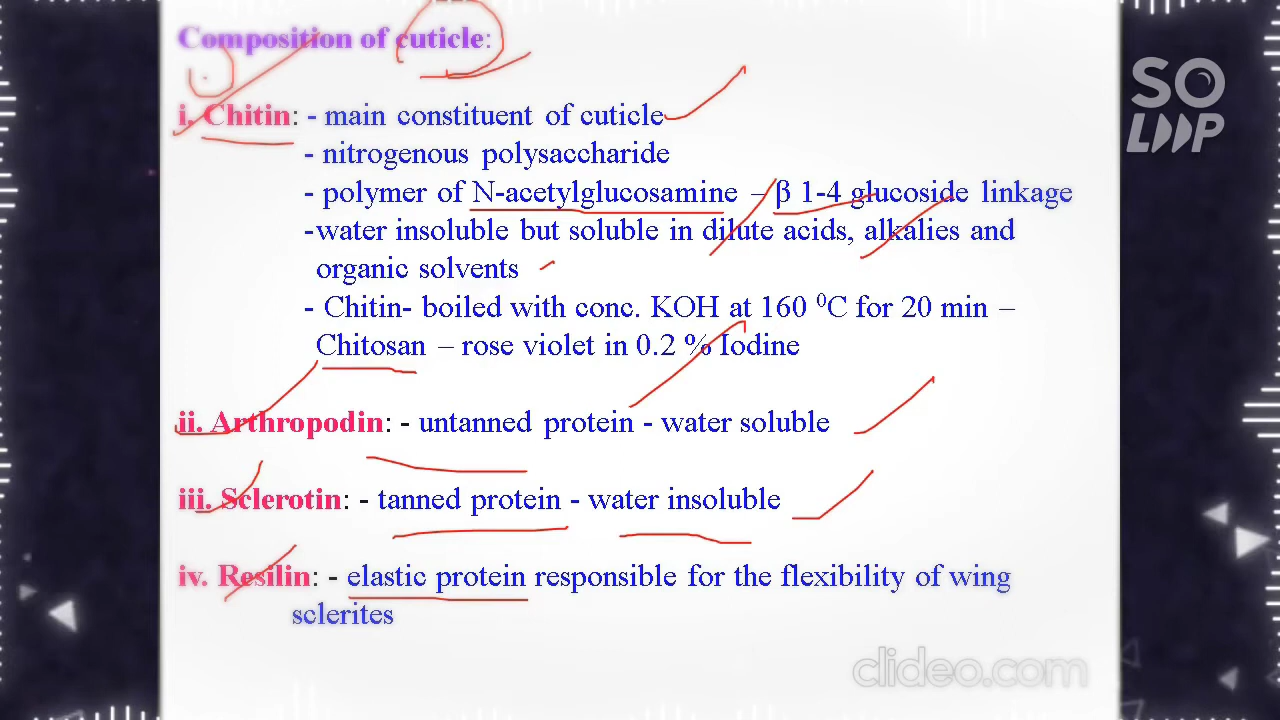 Composition of cuticle:
i. Chitin: - main constituent of cuticle
- nitrogenous polysaccharide
- polymer of N-acetylglucosamine – β 1-4 glucoside linkage
-water insoluble but soluble in dilute acids, alkalies and
organic solvents
- Chitin- boiled with conc. KOH at 160 ⁰C for 20 min –
Chitosan – rose violet in 0.2 % Iodine
ii. Arthropodin: - untanned protein - water soluble
iii. Sclerotin: - tanned protein - water insoluble
iv. Resilin: - elastic protein responsible for the flexibility of wing
sclerites
SO
LOOP
clideo.com